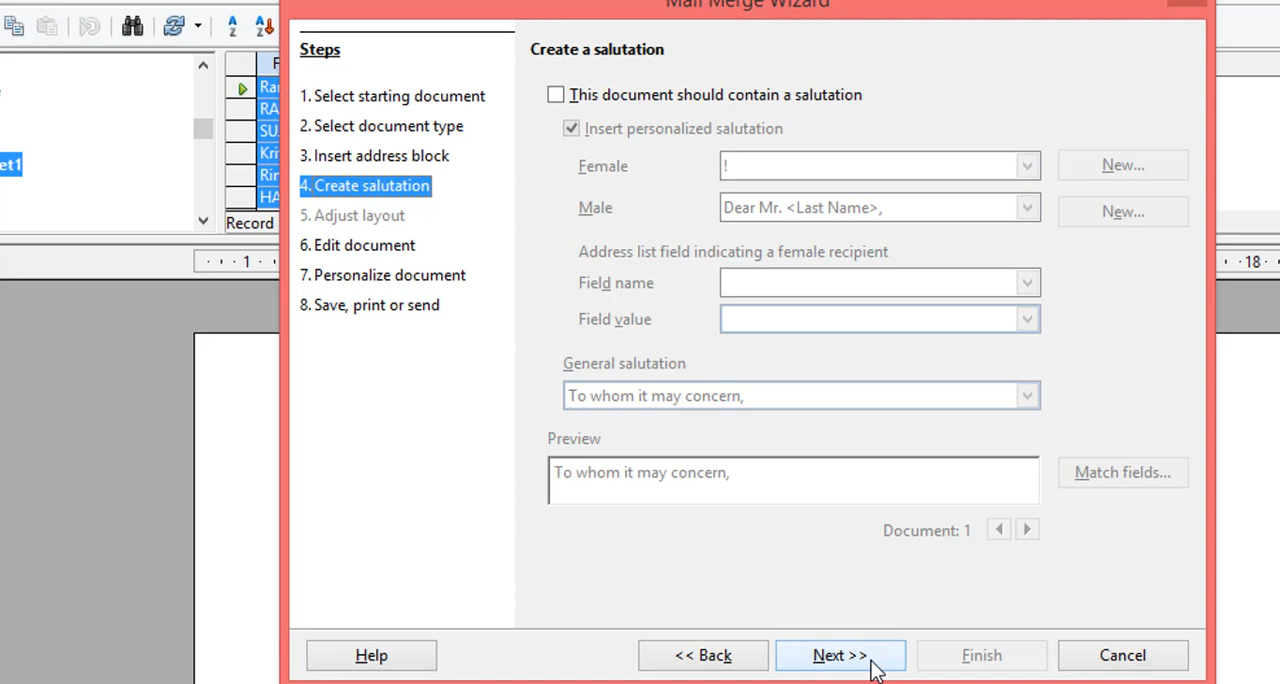 Mail Merge Wizard
Steps
1. Select starting document
2. Select document type
3. Insert address block
4. Create salutation
5. Adjust layout
6. Edit document
7. Personalize document
8. Save, print or send
Create a salutation
This document should contain a salutation
Insert personalized salutation
Female
!
New...
Male
Dear Mr. <Last Name>,
New...
Address list field indicating a female recipient
Field name
Field value
General salutation
To whom it may concern,
Preview
To whom it may concern,
Match fields...
Document: 1
Help
<< Back
Next >>
Finish
Cancel
et1
Record
1
18